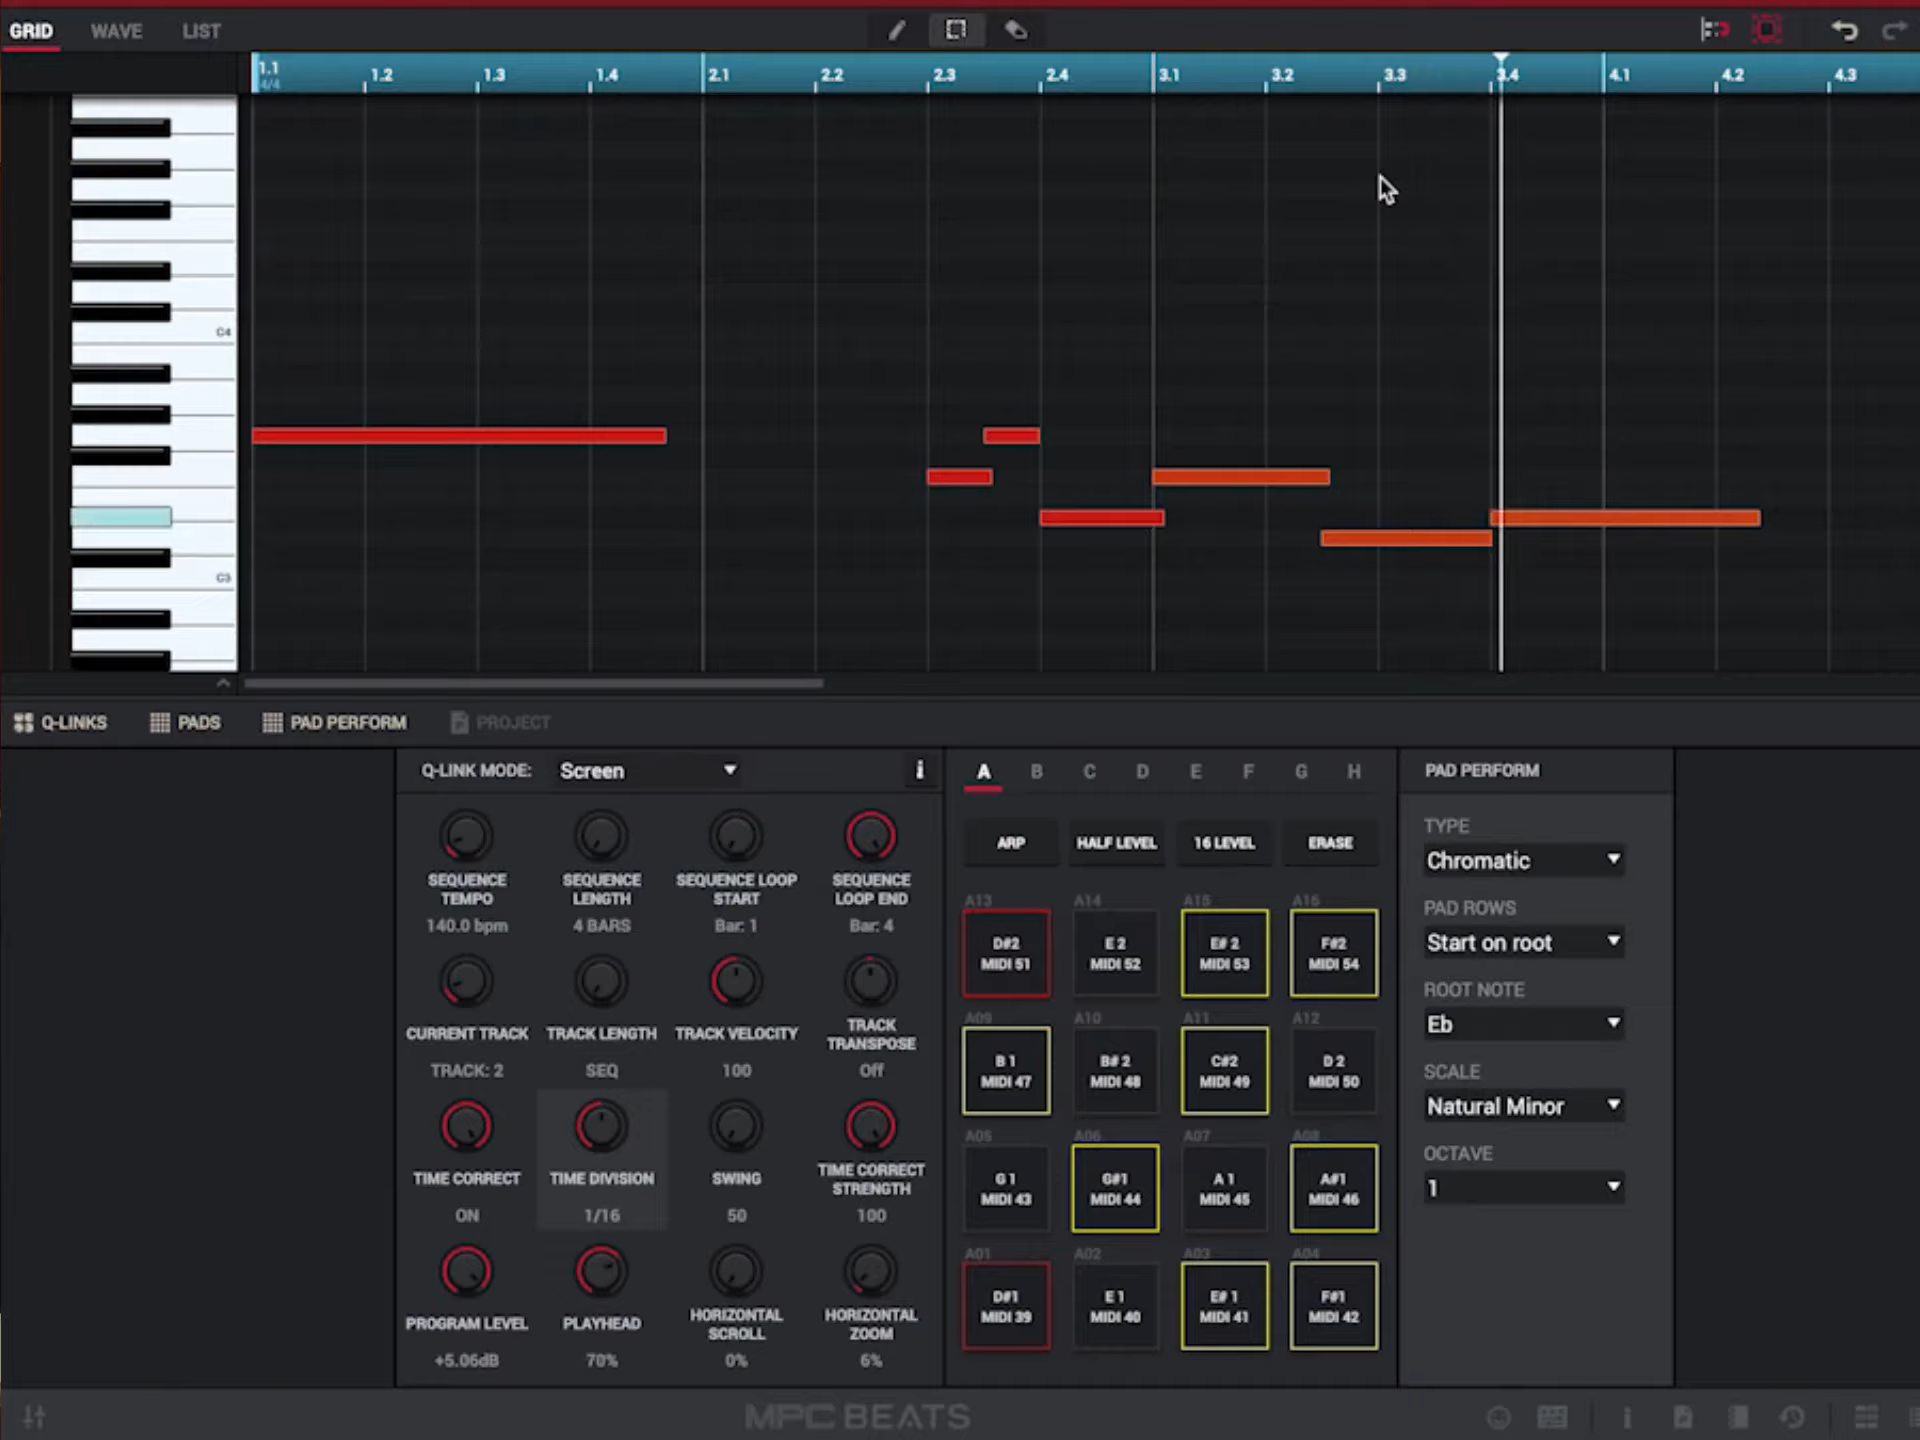 GRID WAVE LIST
1.1 1.2 1.3 1.4 2.1 2.2 2.3 2.4 3.1 3.2 3.3 3.4 4.1 4.2 4.3
4/4
C4
C3
Q-LINKS PADS PAD PERFORM PROJECT
Q-LINK MODE: Screen i
A B C D E F G H
PAD PERFORM
ARP HALF LEVEL 16 LEVEL ERASE
SEQUENCE TEMPO
140.0 bpm
SEQUENCE LENGTH
4 BARS
SEQUENCE LOOP START
Bar: 1
SEQUENCE LOOP END
Bar: 4
CURRENT TRACK
TRACK: 2
TRACK LENGTH
SEQ
TRACK VELOCITY
100
TRACK TRANSPOSE
Off
TIME CORRECT
ON
TIME DIVISION
1/16
SWING
50
TIME CORRECT STRENGTH
100
PROGRAM LEVEL
+5.06dB
PLAYHEAD
70%
HORIZONTAL SCROLL
0%
HORIZONTAL ZOOM
6%
A13 A14 A15 A16
D#2 E 2 E# 2 F#2
MIDI 51 MIDI 52 MIDI 53 MIDI 54
A09 A10 A11 A12
B 1 B# 2 C#2 D 2
MIDI 47 MIDI 48 MIDI 49 MIDI 50
A05 A06 A07 A08
G 1 G#1 A 1 A#1
MIDI 43 MIDI 44 MIDI 45 MIDI 46
A01 A02 A03 A04
D#1 E 1 E# 1 F#1
MIDI 39 MIDI 40 MIDI 41 MIDI 42
TYPE
Chromatic
PAD ROWS
Start on root
ROOT NOTE
Eb
SCALE
Natural Minor
OCTAVE
1
MPC BEATS